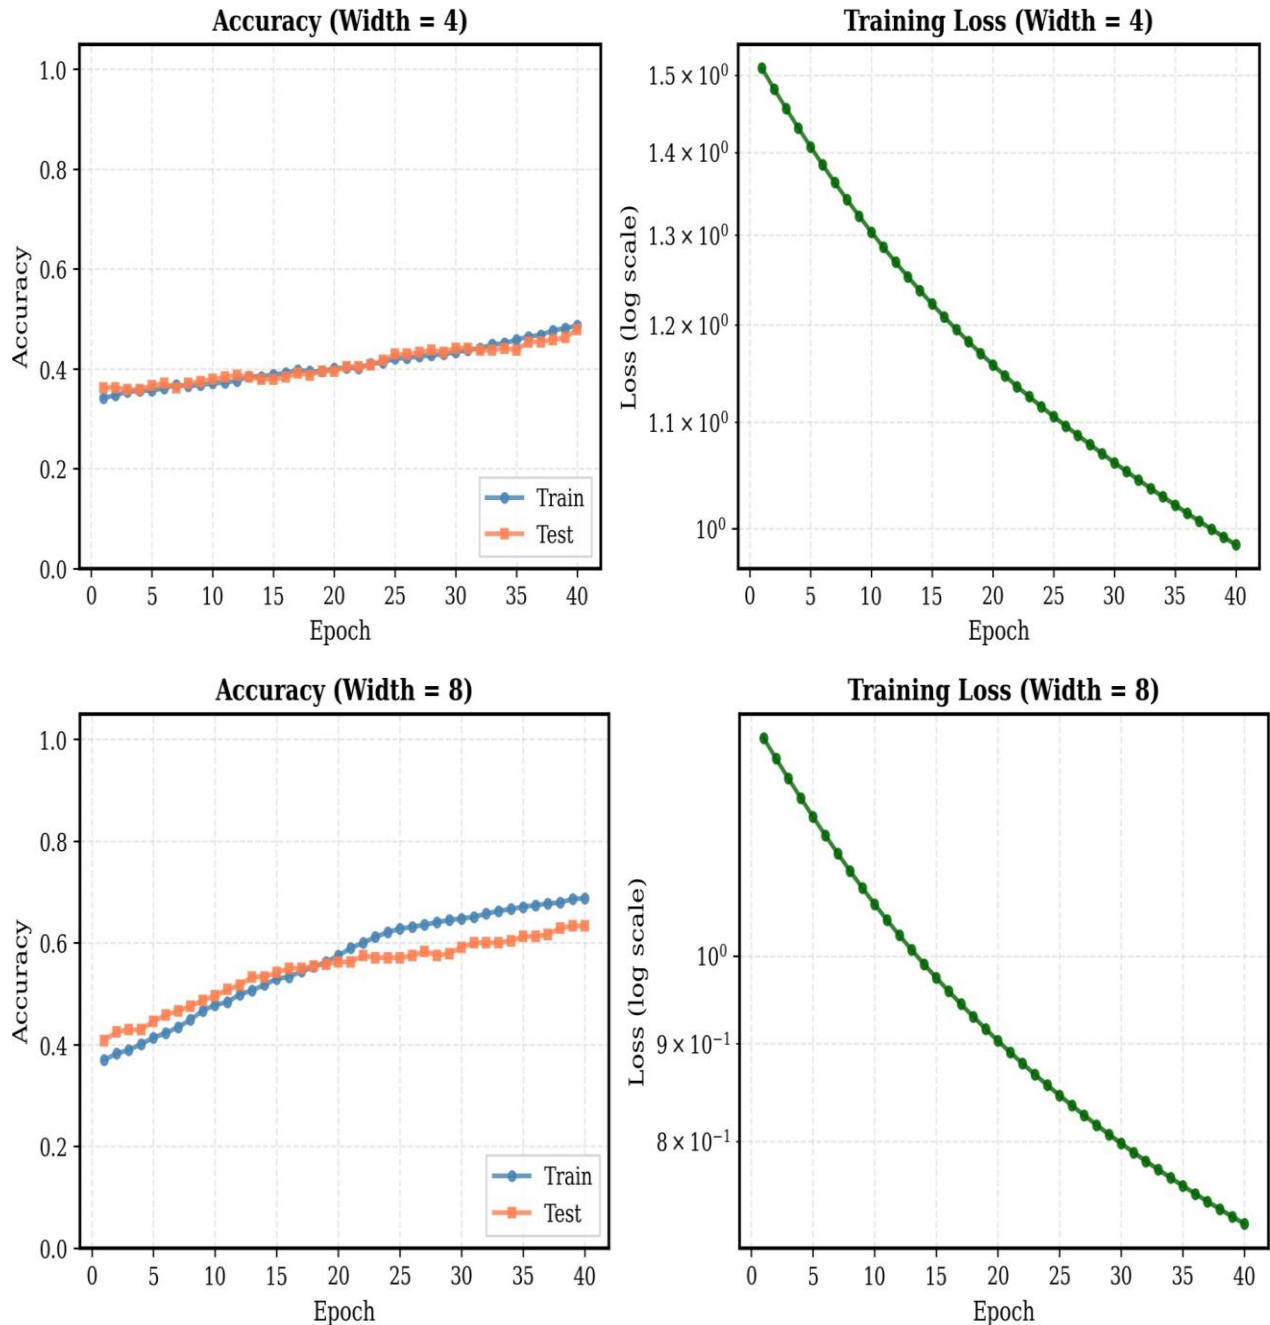 Accuracy (Width = 4)
1.0
0.8
0.6
0.4
0.2
0.0
Accuracy
0 5 10 15 20 25 30 35 40
Epoch
Train
Test
Training Loss (Width = 4)
1.5 × 10⁰
1.4 × 10⁰
1.3 × 10⁰
1.2 × 10⁰
1.1 × 10⁰
10⁰
Loss (log scale)
0 5 10 15 20 25 30 35 40
Epoch
Accuracy (Width = 8)
1.0
0.8
0.6
0.4
0.2
0.0
Accuracy
0 5 10 15 20 25 30 35 40
Epoch
Train
Test
Training Loss (Width = 8)
10⁰
9 × 10⁻¹
8 × 10⁻¹
Loss (log scale)
0 5 10 15 20 25 30 35 40
Epoch